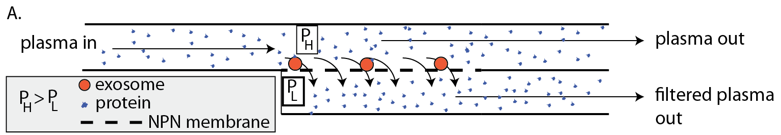 A.
plasma in
P_H
plasma out
P_H > P_L
exosome
protein
NPN membrane
P_L
filtered plasma
out